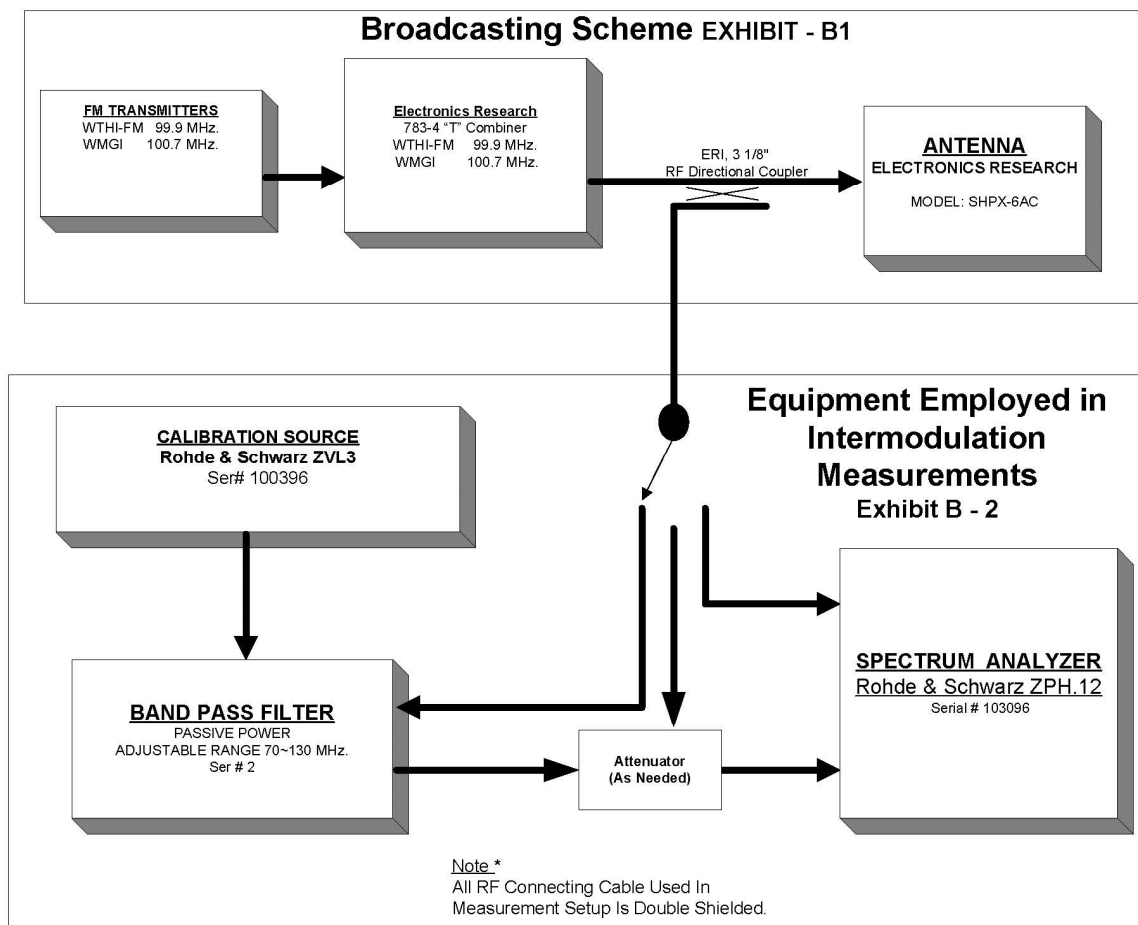 Broadcasting Scheme EXHIBIT - B1
FM TRANSMITTERS
WTHI-FM 99.9 MHz.
WMGI 100.7 MHz.
Electronics Research
783-4 “T” Combiner
WTHI-FM 99.9 MHz.
WMGI 100.7 MHz.
ERI, 3 1/8"
RF Directional Coupler
ANTENNA
ELECTRONICS RESEARCH
MODEL: SHPX-6AC
Equipment Employed in
Intermodulation
Measurements
Exhibit B - 2
CALIBRATION SOURCE
Rohde & Schwarz ZVL3
Ser# 100396
BAND PASS FILTER
PASSIVE POWER
ADJUSTABLE RANGE 70~130 MHz.
Ser # 2
Attenuator
(As Needed)
SPECTRUM ANALYZER
Rohde & Schwarz ZPH.12
Serial # 103096
Note *
All RF Connecting Cable Used In
Measurement Setup Is Double Shielded.